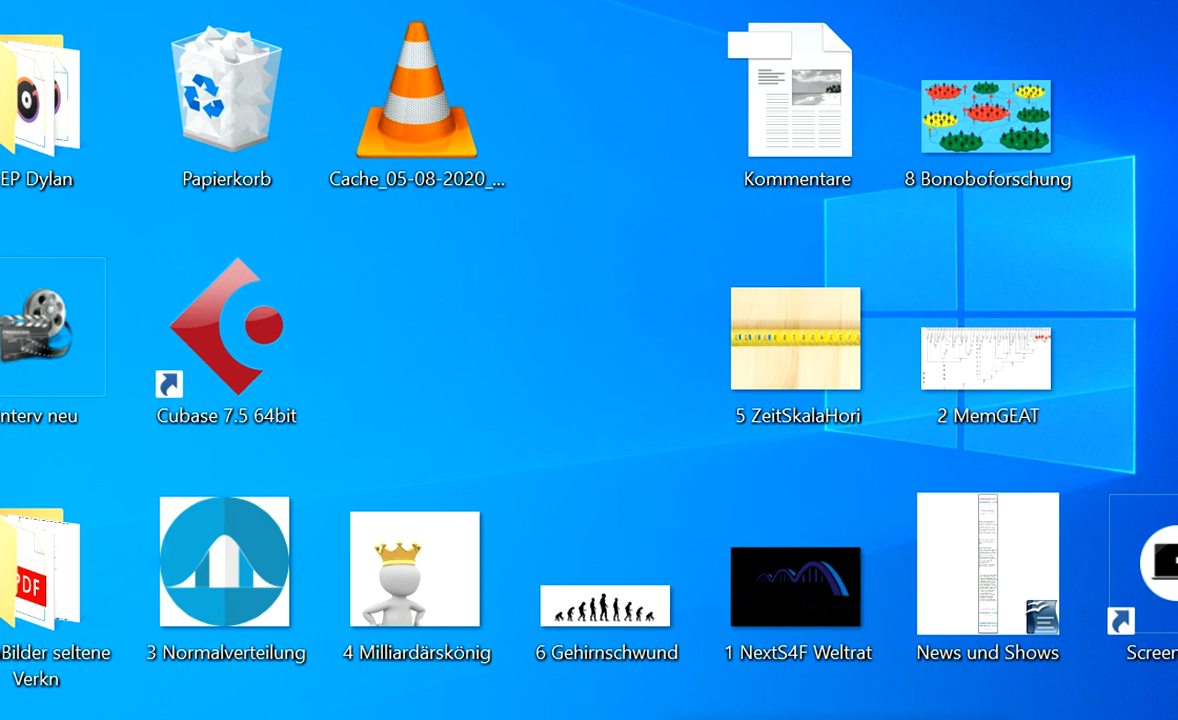 EP Dylan
Papierkorb
Cache_05-08-2020_...
Kommentare
8 Bonoboforschung
nterv neu
Cubase 7.5 64bit
5 ZeitSkalaHori
2 MemGEAT
PDF
Bilder seltene
Verkn
3 Normalverteilung
4 Milliardärskönig
6 Gehirnschwund
1 NextS4F Weltrat
News und Shows
Screen